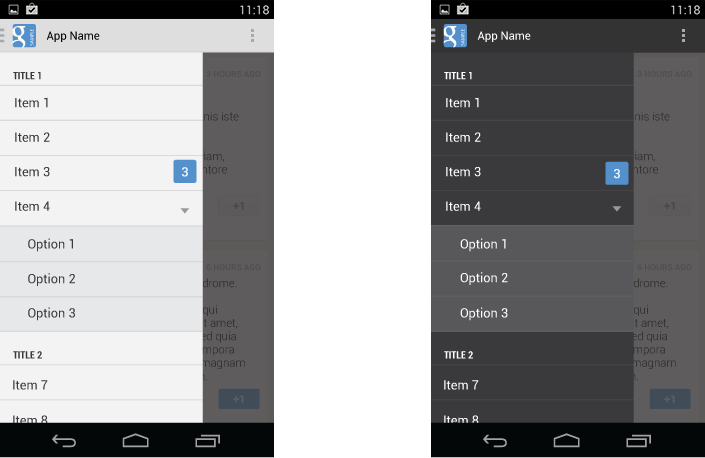 11:18
App Name
TITLE 1
3 HOURS AGO
Item 1
nis iste
Item 2
iam,
Item 3
3
ntore
Item 4
+1
Option 1
6 HOURS AGO
Option 2
drome.
Option 3
qui
t amet,
ed quia
TITLE 2
mpora
magnam
Item 7
+1
Item 8
11:18
App Name
TITLE 1
3 HOURS AGO
Item 1
nis iste
Item 2
iam,
Item 3
3
ntore
Item 4
+1
Option 1
6 HOURS AGO
Option 2
drome.
Option 3
qui
t amet,
ed quia
TITLE 2
mpora
magnam
Item 7
+1
Item 8